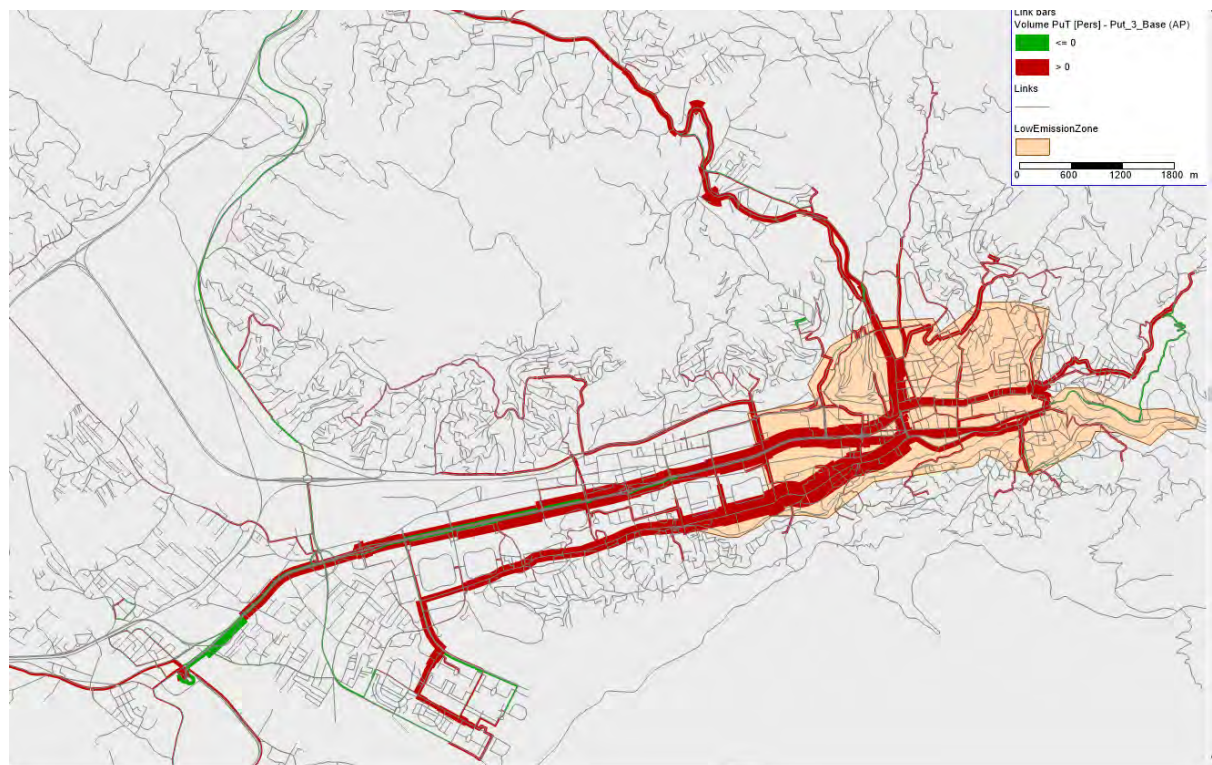 Link bars
Volume PuT [Pers] - Put_3_Base (AP)
<= 0
> 0
Links
LowEmissionZone
0 600 1200 1800 m